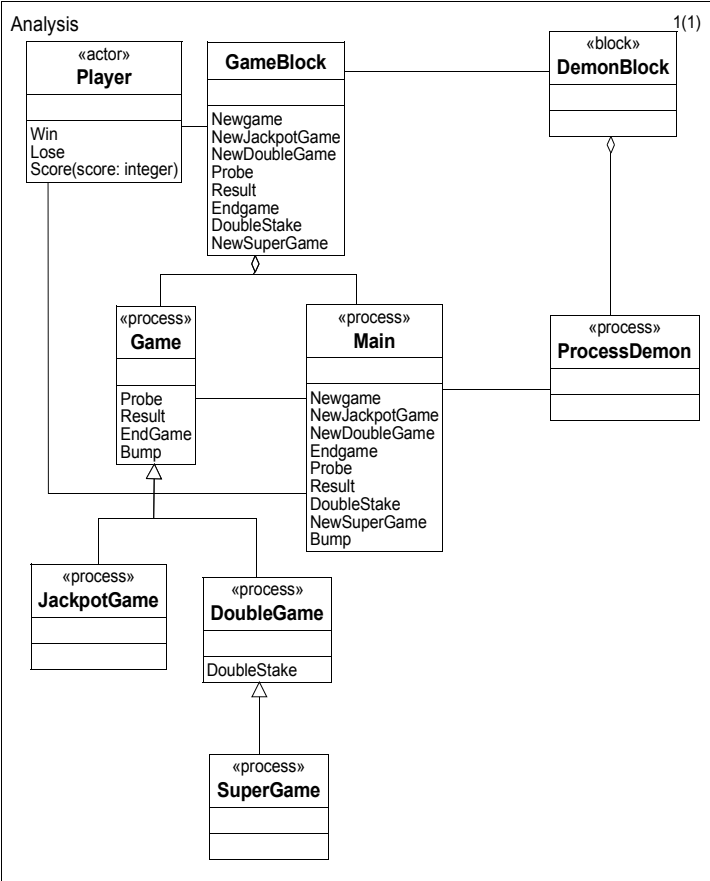 Analysis
1(1)
«actor»
Player
Win
Lose
Score(score: integer)
GameBlock
Newgame
NewJackpotGame
NewDoubleGame
Probe
Result
Endgame
DoubleStake
NewSuperGame
«block»
DemonBlock
«process»
Game
Probe
Result
EndGame
Bump
«process»
Main
Newgame
NewJackpotGame
NewDoubleGame
Endgame
Probe
Result
DoubleStake
NewSuperGame
Bump
«process»
ProcessDemon
«process»
JackpotGame
«process»
DoubleGame
DoubleStake
«process»
SuperGame